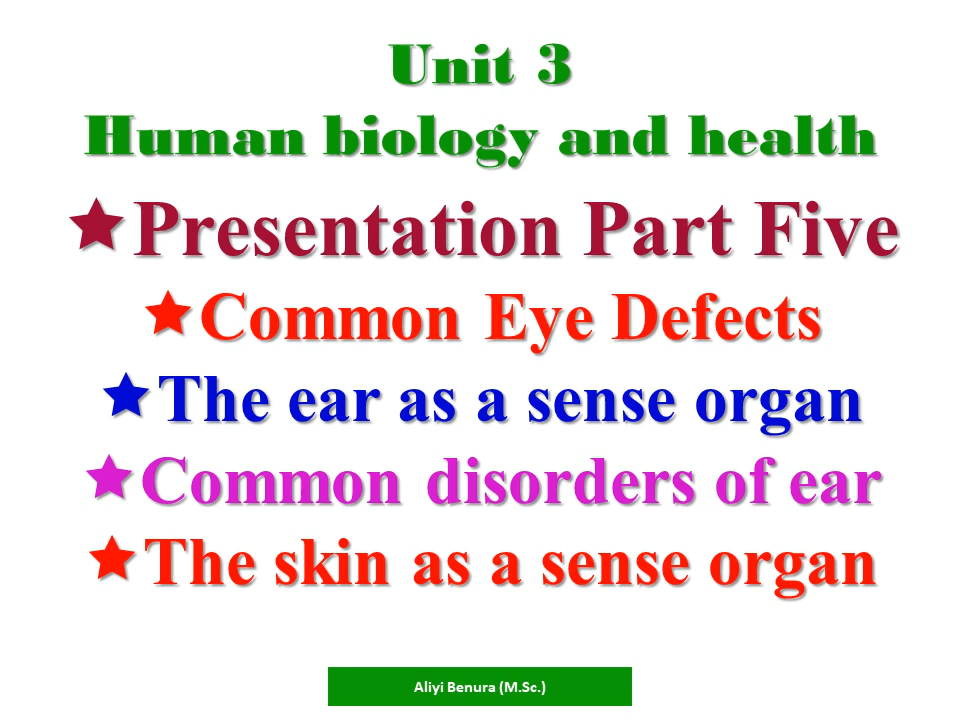 Unit 3
Human biology and health
★Presentation Part Five
★Common Eye Defects
★The ear as a sense organ
★Common disorders of ear
★The skin as a sense organ
Aliyi Benura (M.Sc.)